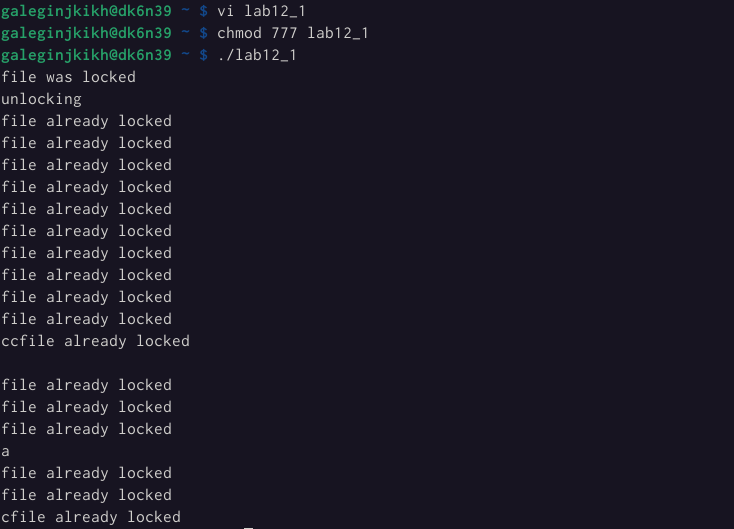 galeginjkikh@dk6n39 ~ $ vi lab12_1
galeginjkikh@dk6n39 ~ $ chmod 777 lab12_1
galeginjkikh@dk6n39 ~ $ ./lab12_1
file was locked
unlocking
file already locked
file already locked
file already locked
file already locked
file already locked
file already locked
file already locked
file already locked
file already locked
file already locked
ccfile already locked
file already locked
file already locked
file already locked
a
file already locked
file already locked
cfile already locked